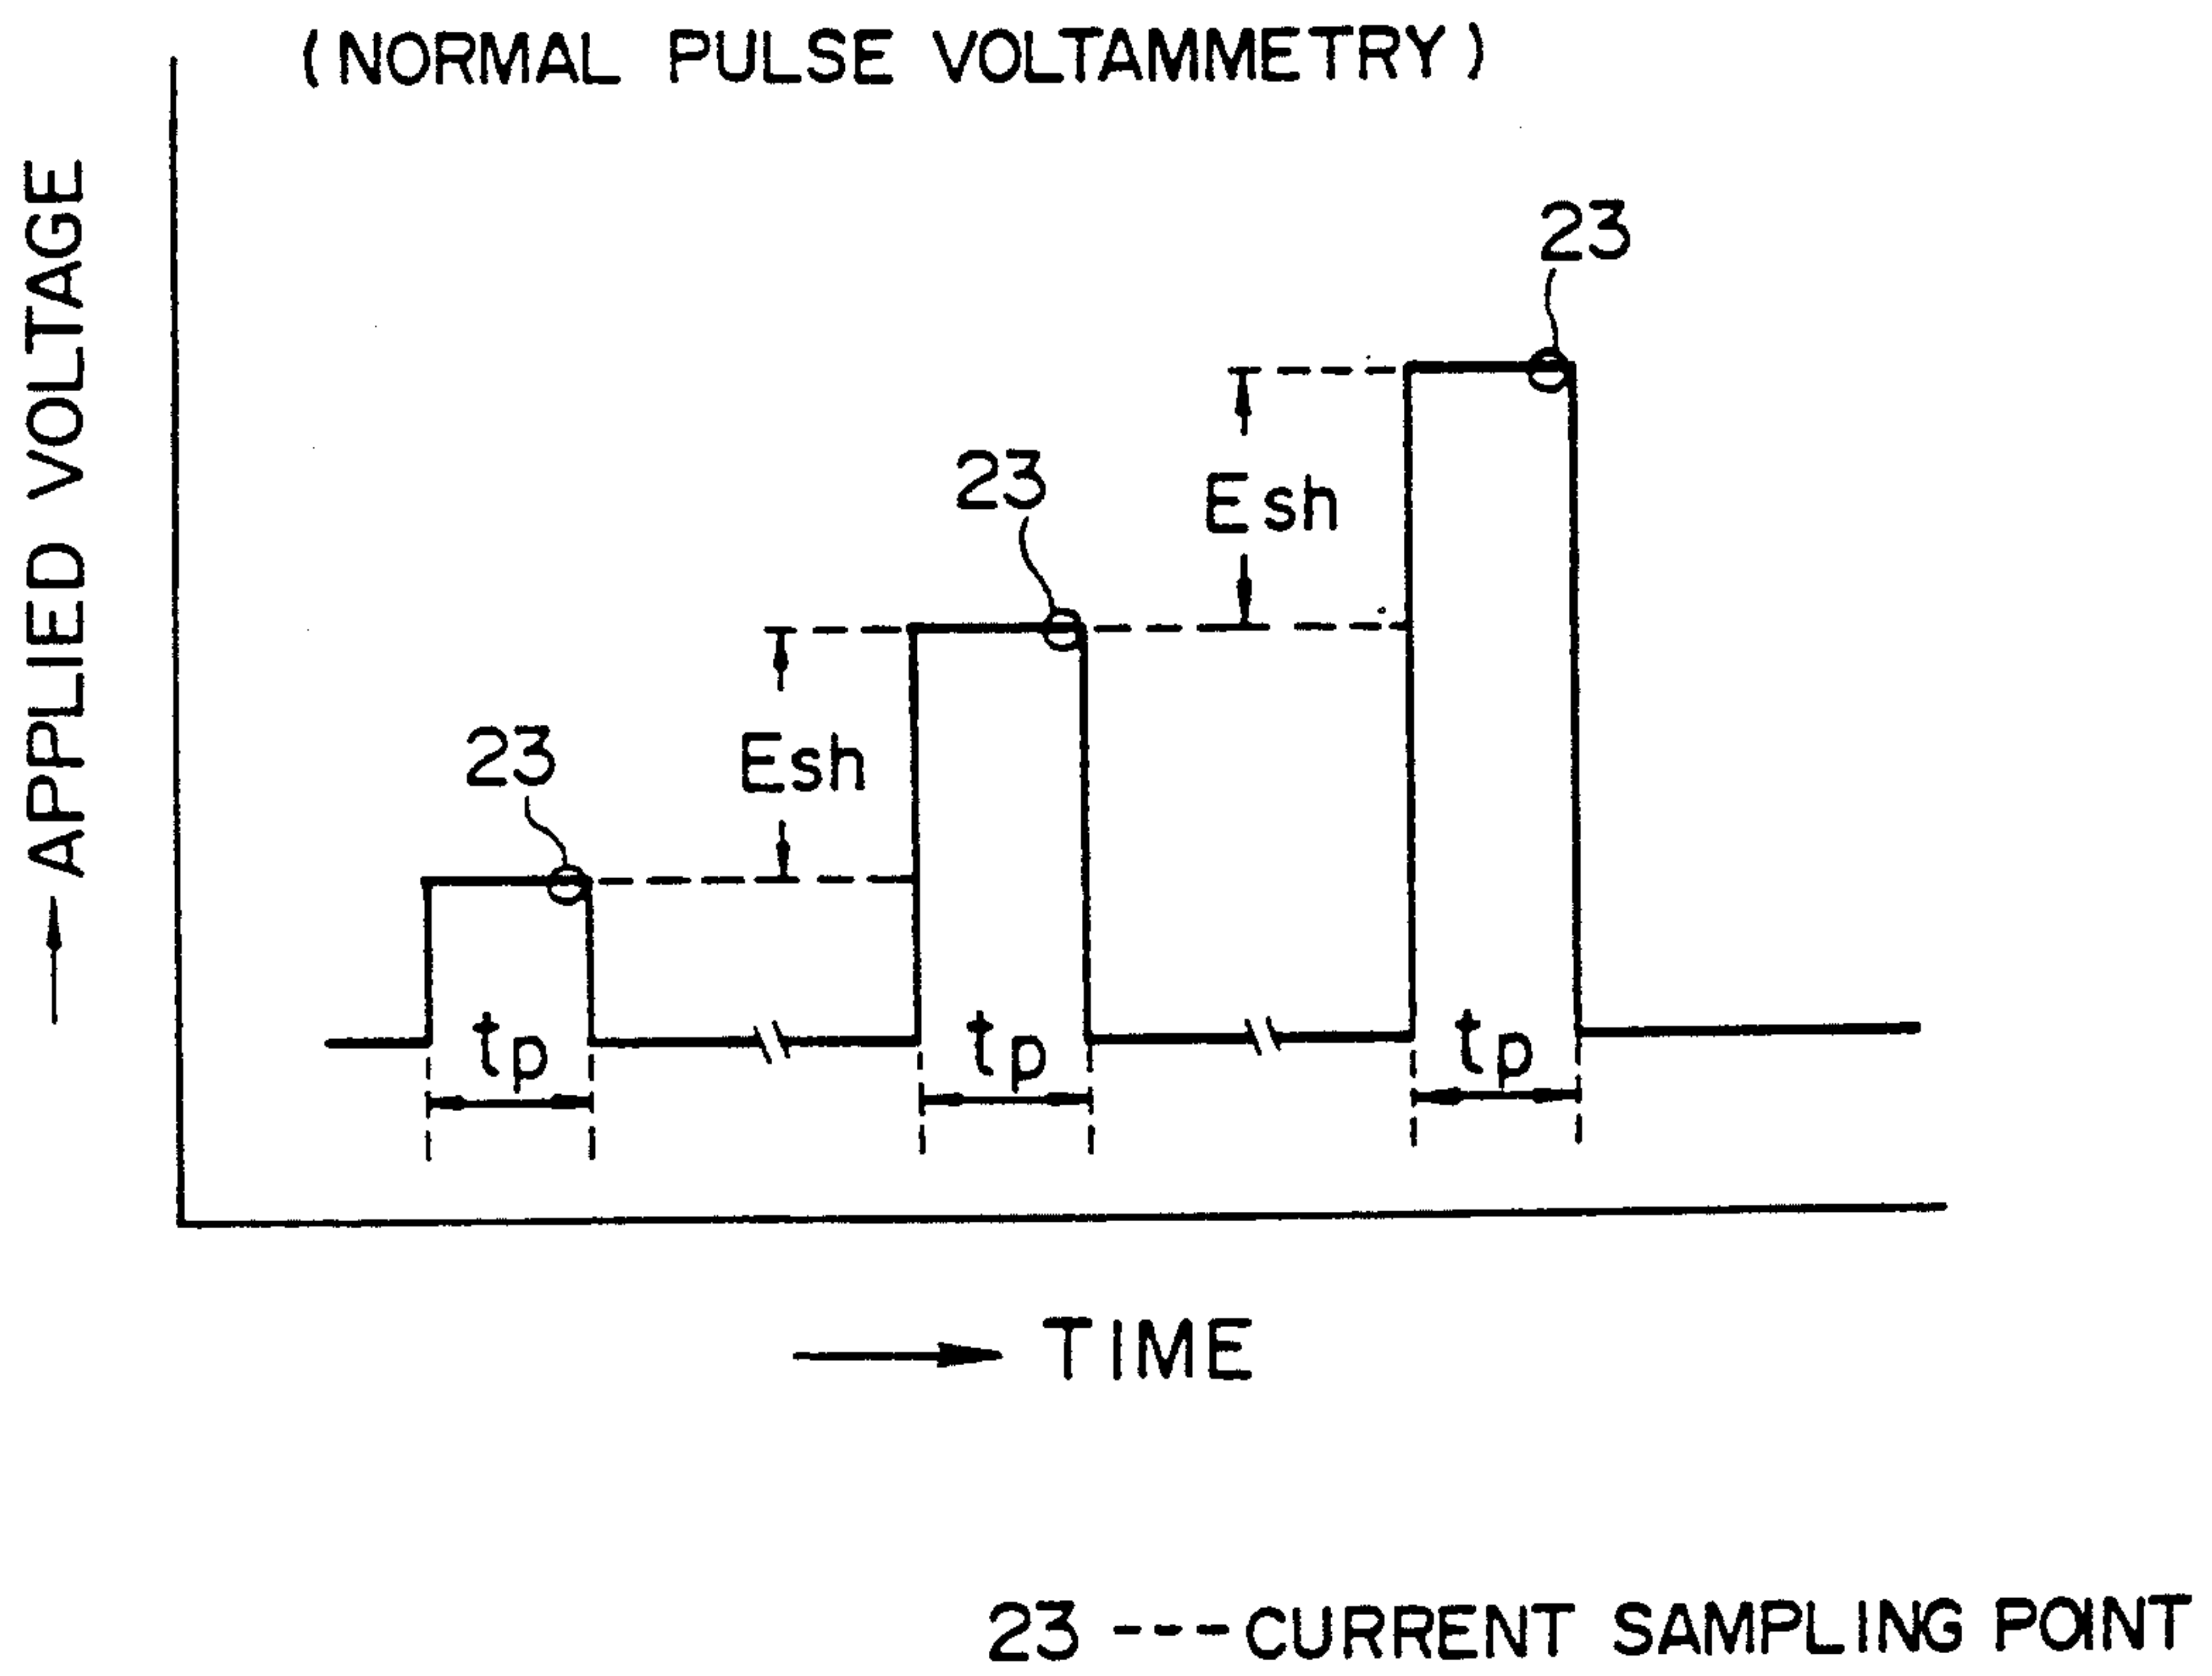 (NORMAL PULSE VOLTAMMETRY)
APPLIED VOLTAGE
23
23
Esh
23
Esh
tp
tp
tp
TIME
23 --- CURRENT SAMPLING POINT